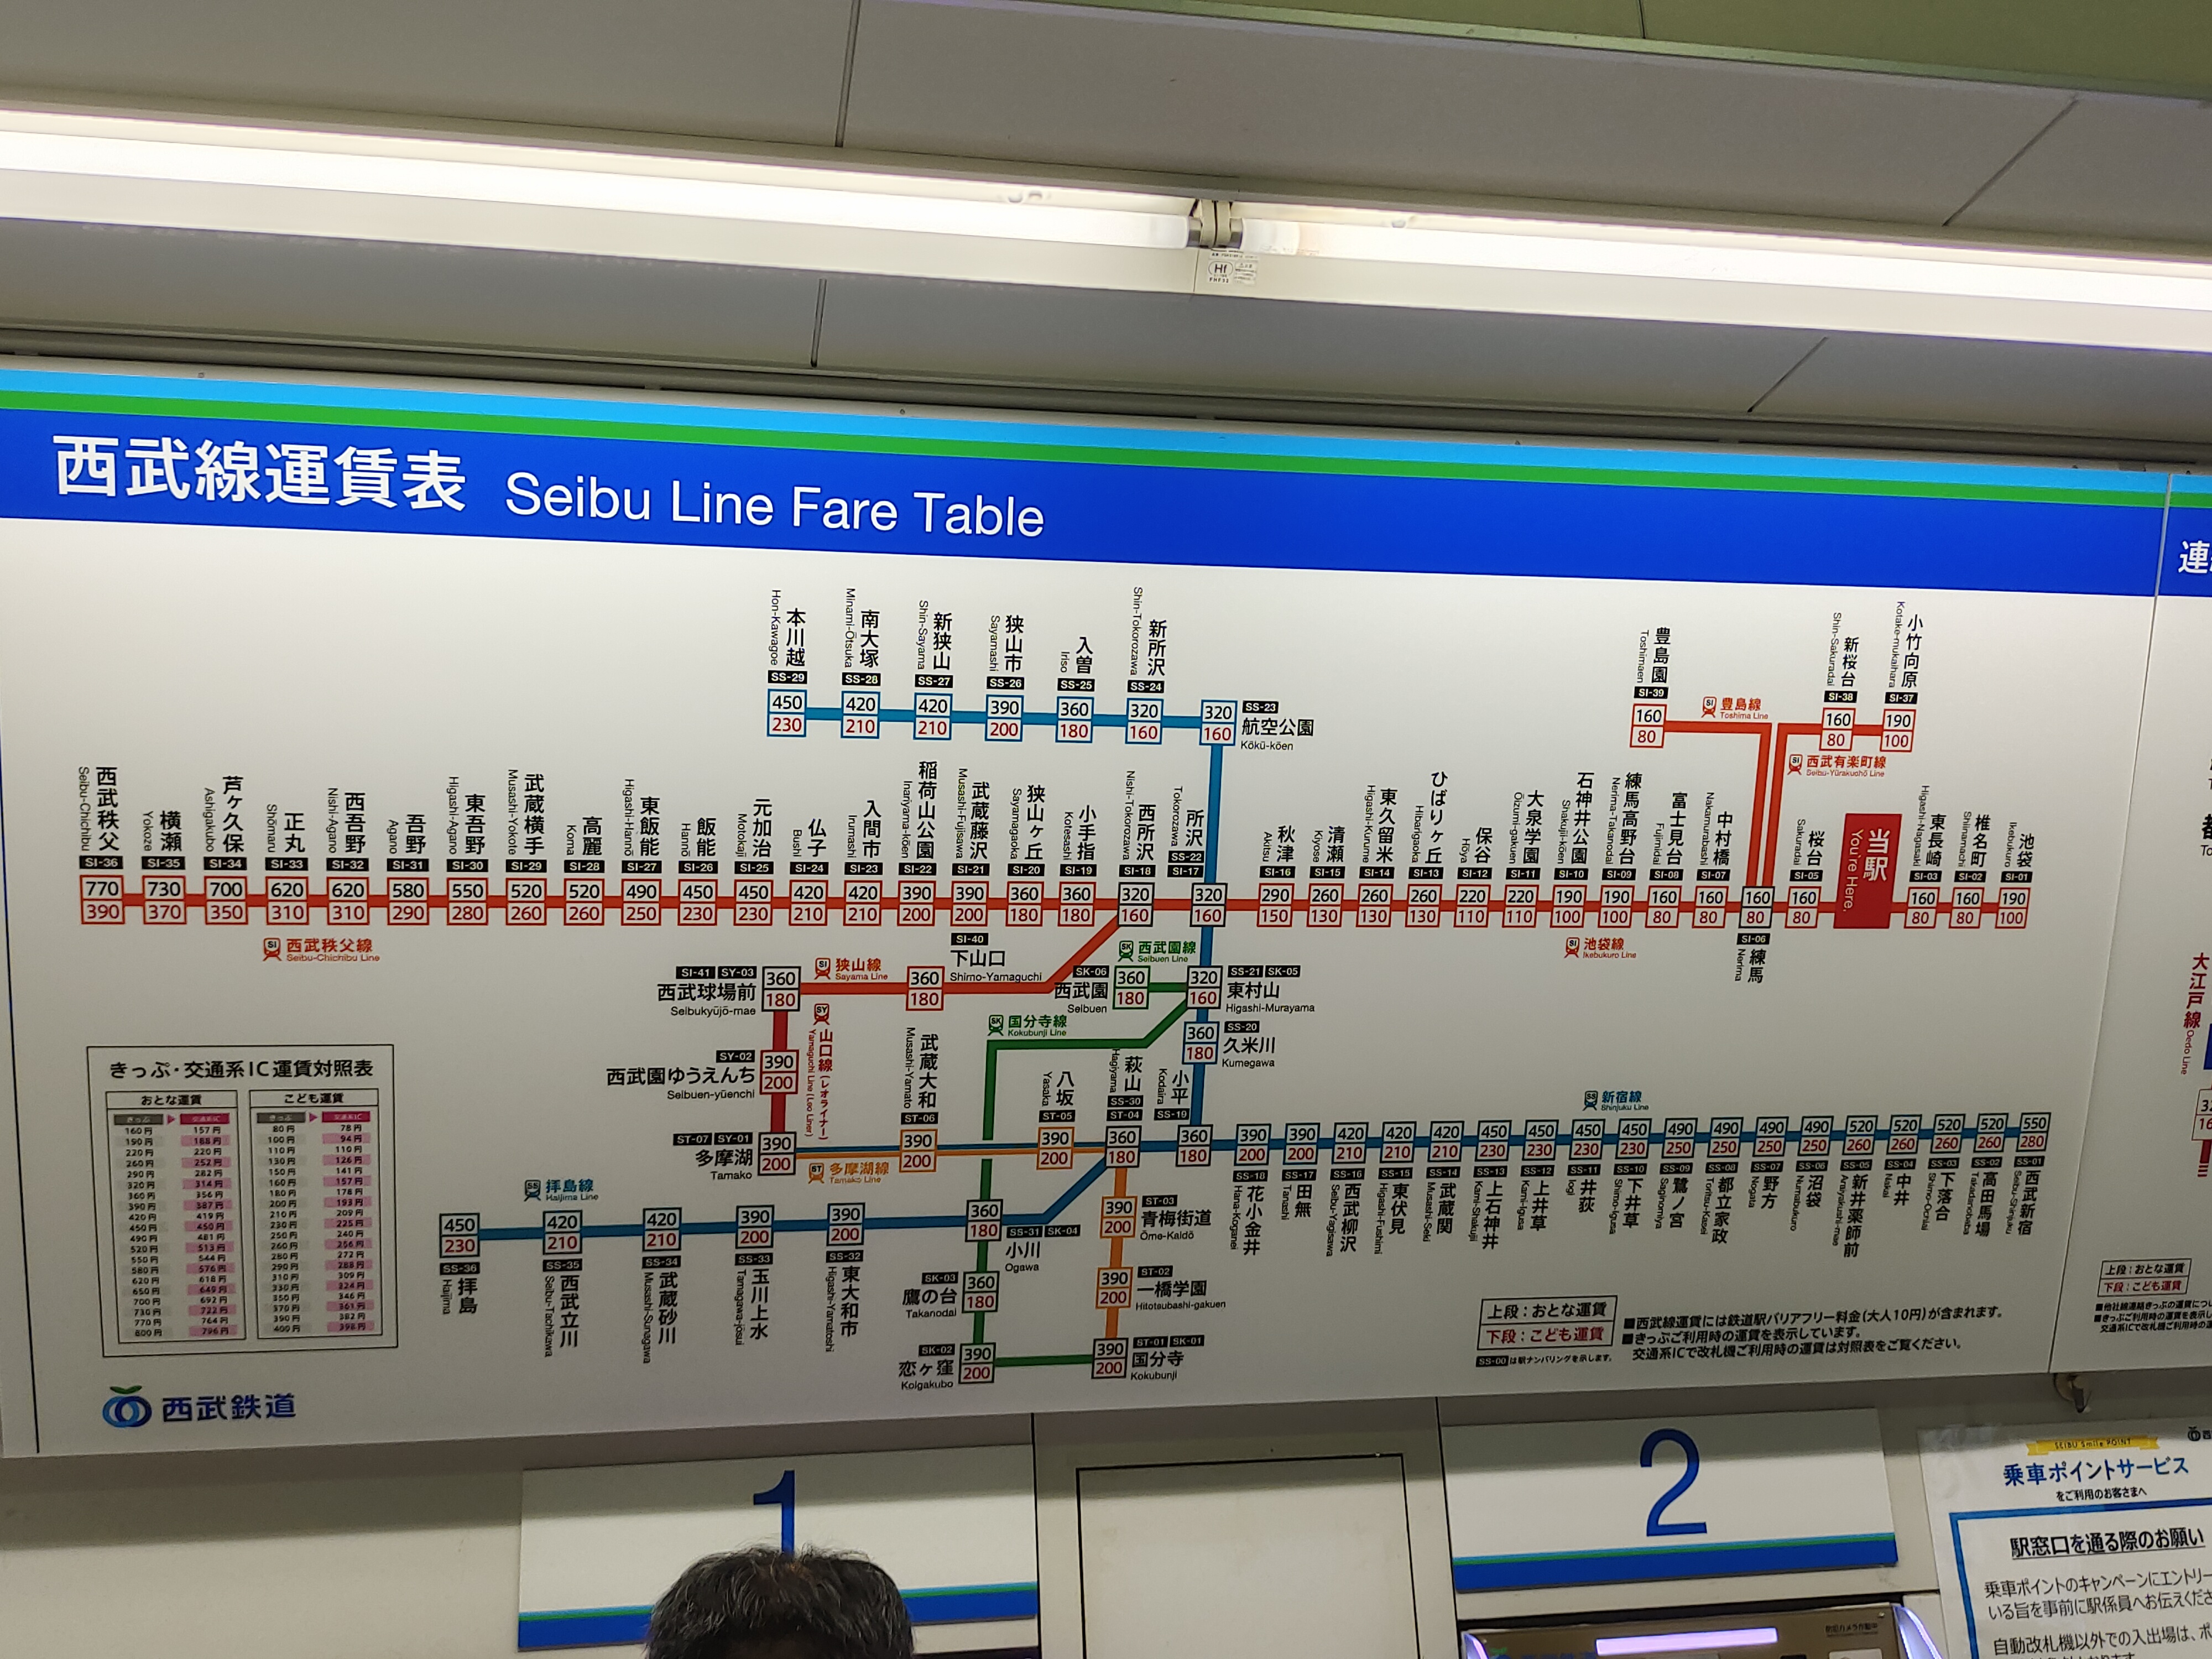 西武線運賃表 Seibu Line Fare Table
本川越 Hon-Kawagoe SS-29 450 230
南大塚 Minami-Ōtsuka SS-28 420 210
新狭山 Shin-Sayama SS-27 420 210
狭山市 Sayamashi SS-26 390 200
入曽 Iriso SS-25 360 180
新所沢 Shin-Tokorozawa SS-24 320 160
航空公園 Kōkū-kōen SS-23 320 160
豊島園 Toshimaen SI-39 160 80
豊島線 Toshima Line
新桜台 Shin-Sakuradai SI-38 160 80
小竹向原 Kotake-mukaihara SI-37 190 100
西武有楽町線 Seibu-Yūrakuchō Line
西武秩父 Seibu-Chichibu SI-36 770 390
横瀬 Yokoze SI-35 730 370
芦ヶ久保 Ashigakubo SI-34 700 350
正丸 Shōmaru SI-33 620 310
西吾野 Nishi-Agano SI-32 620 310
吾野 Agano SI-31 580 290
東吾野 Higashi-Agano SI-30 550 280
武蔵横手 Musashi-Yokote SI-29 520 260
高麗 Koma SI-28 520 260
東飯能 Higashi-Hannō SI-27 490 250
飯能 Hannō SI-26 450 230
元加治 Motokaji SI-25 450 230
仏子 Bushi SI-24 420 210
入間市 Irumashi SI-23 420 210
稲荷山公園 Inariyama-kōen SI-22 390 200
武蔵藤沢 Musashi-Fujisawa SI-21 390 200
狭山ヶ丘 Sayamagaoka SI-20 360 180
小手指 Kotesashi SI-19 360 180
西所沢 Nishi-Tokorozawa SI-18 320 160
所沢 Tokorozawa SS-22 SI-17 320 160
秋津 Akitsu SI-16 290 150
清瀬 Kiyose SI-15 260 130
東久留米 Higashi-Kurume SI-14 260 130
ひばりヶ丘 Hibarigaoka SI-13 260 130
保谷 Hōya SI-12 220 110
大泉学園 Ōizumi-gakuen SI-11 220 110
石神井公園 Shakujii-kōen SI-10 190 100
練馬高野台 Nerima-Takanodai SI-09 190 100
富士見台 Fujimidai SI-08 160 80
中村橋 Nakamurabashi SI-07 160 80
160 80 SI-06 練馬 Nerima
桜台 Sakuradai SI-05 160 80
当駅 You're Here.
東長崎 Higashi-Nagasaki SI-03 160 80
椎名町 Shiinamachi SI-02 160 80
池袋 Ikebukuro SI-01 190 100
西武秩父線 Seibu-Chichibu Line
池袋線 Ikebukuro Line
SI-41 SY-03 西武球場前 Seibukyūjō-mae 360 180
狭山線 Sayama Line
SI-40 下山口 Shimo-Yamaguchi 360 180
西武園線 Seibuen Line
SK-06 西武園 Seibuen 360 180
320 160 SS-21 SK-05 東村山 Higashi-Murayama
360 180 SS-20 久米川 Kumegawa
国分寺線 Kokubunji Line
SY-02 西武園ゆうえんち Seibuen-yūenchi 390 200
山口線(レオライナー) Yamaguchi Line (Leo Liner)
ST-07 SY-01 多摩湖 Tamako 390 200
多摩湖線 Tamako Line
武蔵大和 Musashi-Yamato ST-06 390 200
八坂 Yasaka ST-05 390 200
萩山 Hagiyama SS-30 ST-04 360 180
小平 Kodaira SS-19 360 180
新宿線 Shinjuku Line
390 200 SS-18 花小金井 Hana-Koganei
390 200 SS-17 田無 Tanashi
420 210 SS-16 西武柳沢 Seibu-Yagisawa
420 210 SS-15 東伏見 Higashi-Fushimi
420 210 SS-14 武蔵関 Musashi-Seki
450 230 SS-13 上石神井 Kami-Shakujii
450 230 SS-12 上井草 Kami-Igusa
450 230 SS-11 井荻 Iogi
450 230 SS-10 下井草 Shimo-Igusa
490 250 SS-09 鷺ノ宮 Saginomiya
490 250 SS-08 都立家政 Toritsu-Kasei
490 250 SS-07 野方 Nogata
490 250 SS-06 沼袋 Numabukuro
520 260 SS-05 新井薬師前 Araiyakushi-mae
520 260 SS-04 中井 Nakai
520 260 SS-03 下落合 Shimo-Ochiai
520 260 SS-02 高田馬場 Takadanobaba
550 280 SS-01 西武新宿 Seibu-Shinjuku
拝島線 Haijima Line
450 230 SS-36 拝島 Haijima
420 210 SS-35 西武立川 Seibu-Tachikawa
420 210 SS-34 武蔵砂川 Musashi-Sunagawa
390 200 SS-33 玉川上水 Tamagawa-jōsui
390 200 SS-32 東大和市 Higashi-Yamatoshi
360 180 SS-31 SK-04 小川 Ogawa
SK-03 鷹の台 Takanodai 360 180
SK-02 恋ヶ窪 Koigakubo 390 200
390 200 ST-03 青梅街道 Ōme-Kaidō
390 200 ST-02 一橋学園 Hitotsubashi-gakuen
390 200 ST-01 SK-01 国分寺 Kokubunji
きっぷ・交通系IC運賃対照表
おとな運賃 こども運賃
きっぷ 交通系IC きっぷ 交通系IC
160円 157円 80円 78円
190円 188円 100円 94円
220円 220円 110円 110円
260円 252円 130円 126円
290円 282円 150円 141円
320円 314円 160円 157円
360円 356円 180円 178円
390円 387円 200円 193円
420円 419円 210円 209円
450円 450円 230円 225円
490円 481円 250円 240円
520円 513円 260円 256円
550円 544円 280円 272円
580円 576円 290円 288円
620円 618円 310円 309円
650円 649円 330円 324円
700円 692円 350円 346円
730円 722円 370円 361円
770円 764円 390円 382円
800円 796円 400円 398円
西武鉄道
上段:おとな運賃
下段:こども運賃
SS-00は駅ナンバリングを示します。
■西武線運賃には鉄道駅バリアフリー料金(大人10円)が含まれます。
■きっぷご利用時の運賃を表示しています。
交通系ICで改札機ご利用時の運賃は対照表をご覧ください。
連
大江戸線 Oedo Line
上段:おとな運賃
下段:こども運賃
1
2
SEIBU Smile POINT
乗車ポイントサービス
をご利用のお客さまへ
駅窓口を通る際のお願い
乗車ポイントのキャンペーンにエントリー
いる旨を事前に駅係員へお伝えくださ
自動改札機以外での入出場は、ポ
Hf